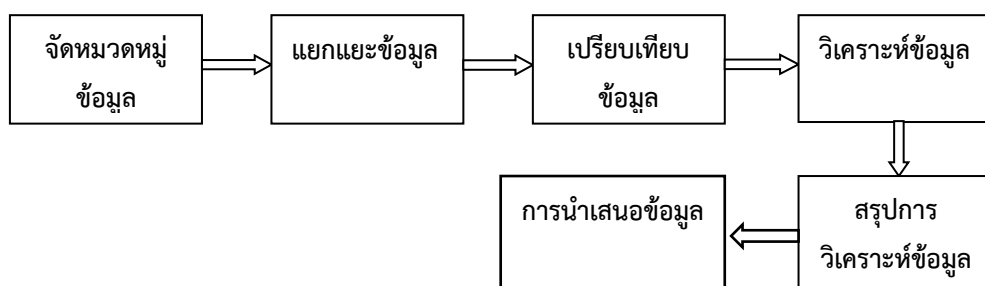 จัดหมวดหมู่
ข้อมูล
แยกแยะข้อมูล
เปรียบเทียบ
ข้อมูล
วิเคราะห์ข้อมูล
สรุปการ
วิเคราะห์ข้อมูล
การนำเสนอข้อมูล